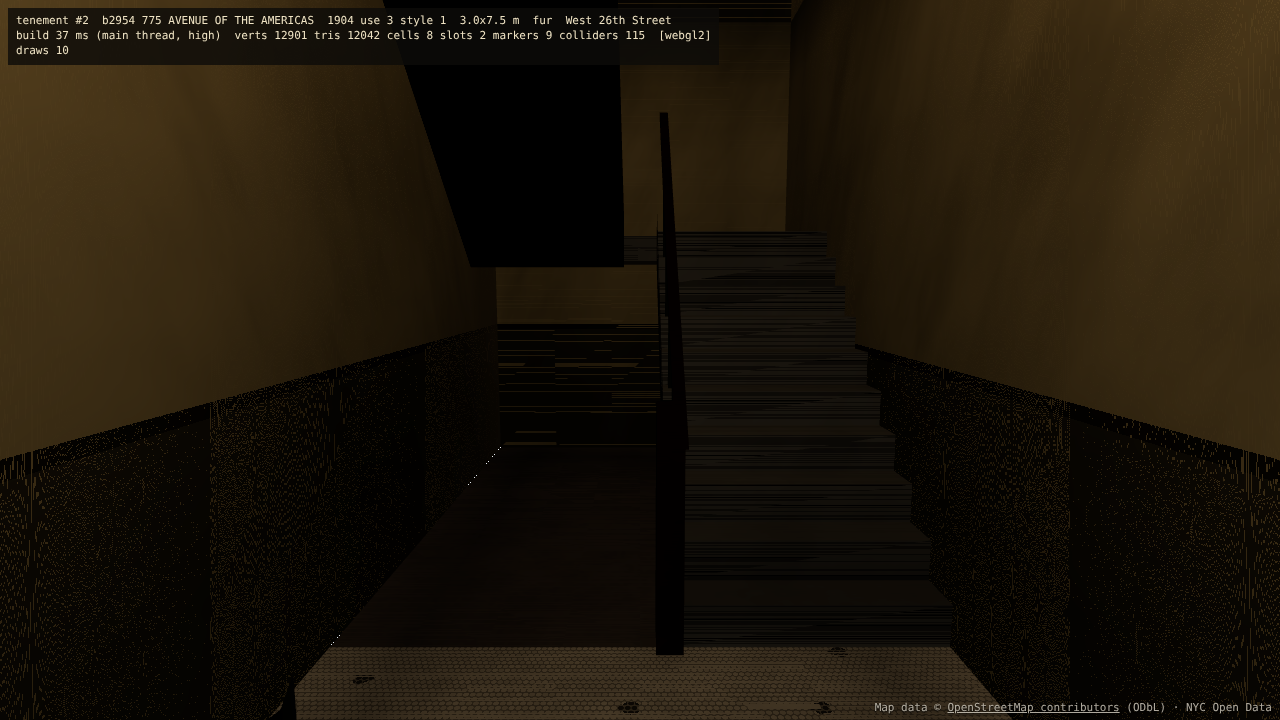 tenement #2  b2954 775 AVENUE OF THE AMERICAS  1904 use 3 style 1  3.0x7.5 m  fur  West 26th Street
build 37 ms (main thread, high)  verts 12901 tris 12042 cells 8 slots 2 markers 9 colliders 115  [webgl2]
draws 10
Map data © OpenStreetMap contributors (ODbL) · NYC Open Data